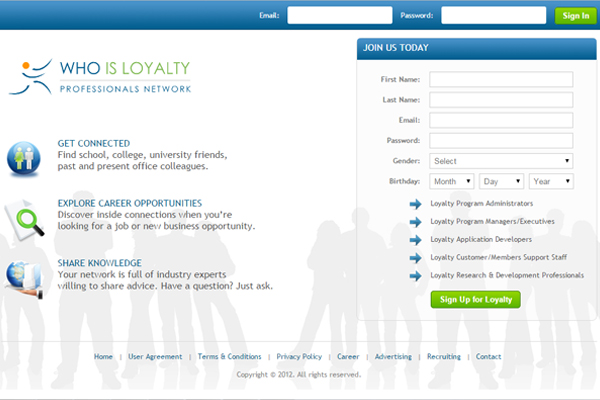 Email: Password: Sign In
WHO IS LOYALTY
PROFESSIONALS NETWORK
GET CONNECTED
Find school, college, university friends,
past and present office colleagues.
EXPLORE CAREER OPPORTUNITIES
Discover inside connections when you're
looking for a job or new business opportunity.
SHARE KNOWLEDGE
Your network is full of industry experts
willing to share advice. Have a question? Just ask.
JOIN US TODAY
First Name:
Last Name:
Email:
Password:
Gender: Select
Birthday: Month Day Year
Loyalty Program Administrators
Loyalty Program Managers/Executives
Loyalty Application Developers
Loyalty Customer/Members Support Staff
Loyalty Research & Development Professionals
Sign Up for Loyalty
Home | User Agreement | Terms & Conditions | Privacy Policy | Career | Advertising | Recruiting | Contact
Copyright © 2012. All rights reserved.